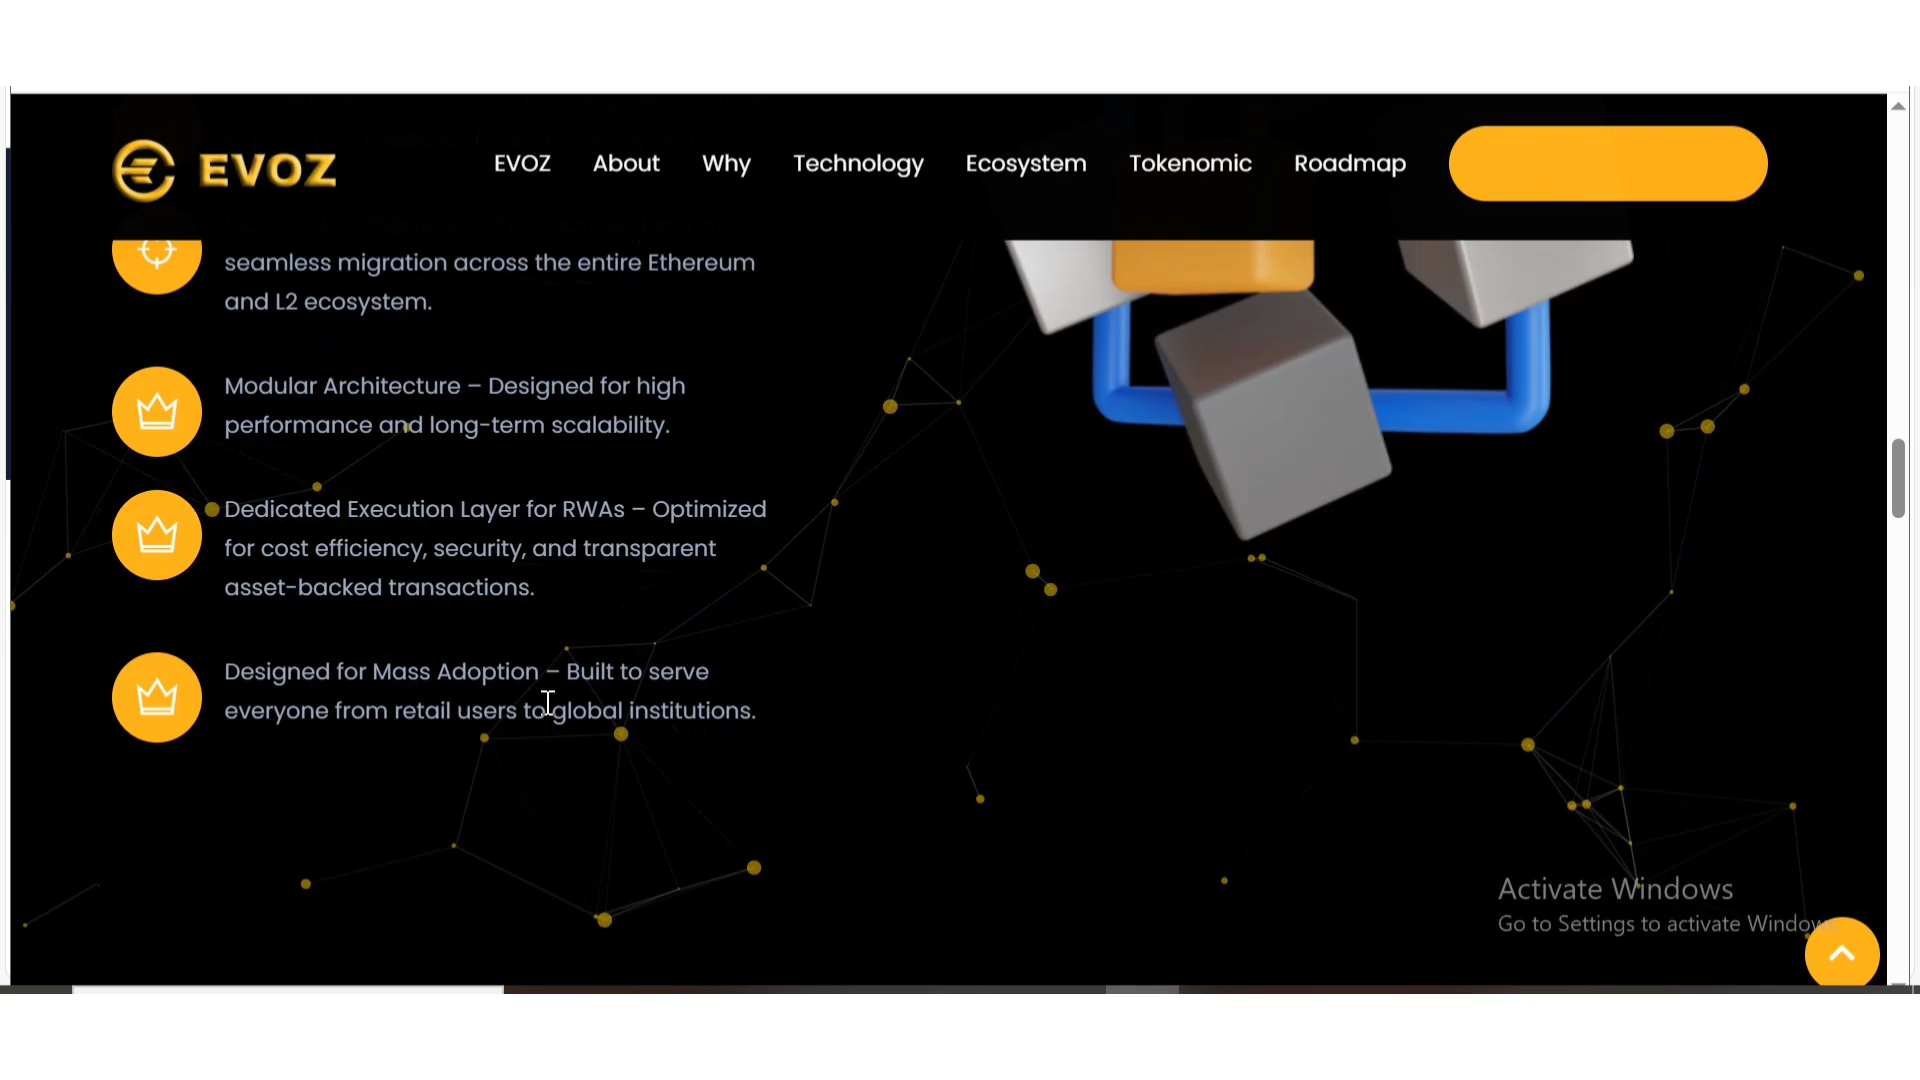 EVOZ
EVOZ
About
Why
Technology
Ecosystem
Tokenomic
Roadmap
seamless migration across the entire Ethereum
and L2 ecosystem.
Modular Architecture – Designed for high
performance and long-term scalability.
Dedicated Execution Layer for RWAs – Optimized
for cost efficiency, security, and transparent
asset-backed transactions.
Designed for Mass Adoption – Built to serve
everyone from retail users to global institutions.
Activate Windows
Go to Settings to activate Windows